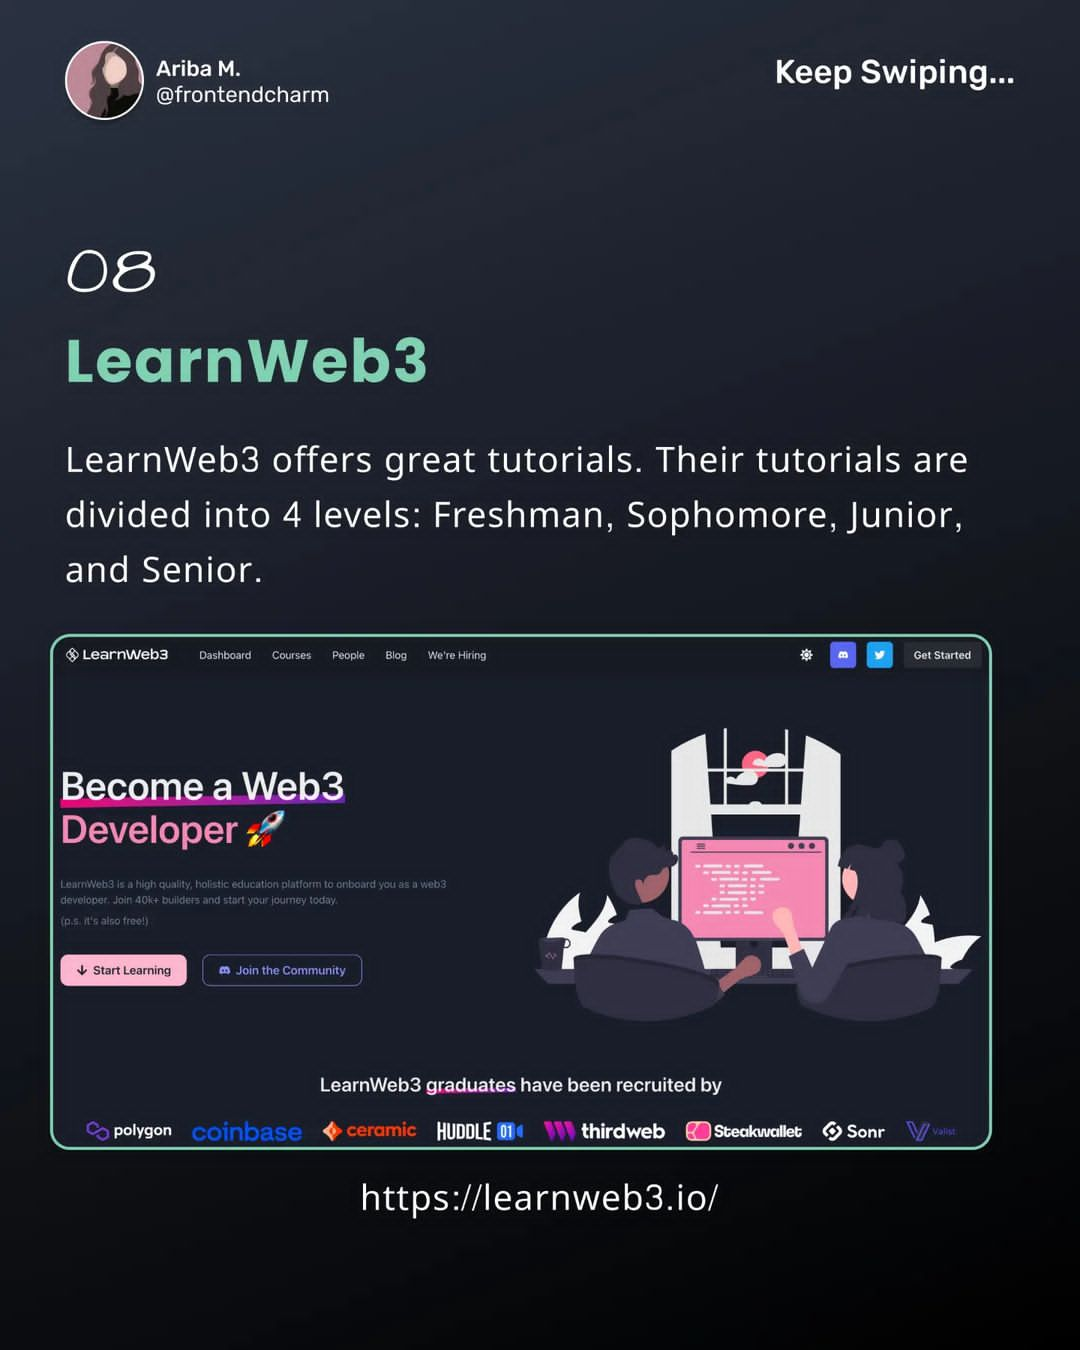 Ariba M.
@frontendcharm
Keep Swiping...
08
LearnWeb3
LearnWeb3 offers great tutorials. Their tutorials are
divided into 4 levels: Freshman, Sophomore, Junior,
and Senior.
LearnWeb3 Dashboard Courses People Blog We're Hiring Get Started
Become a Web3
Developer 🚀
LearnWeb3 is a high quality, holistic education platform to onboard you as a web3
developer. Join 40k+ builders and start your journey today.
(p.s. it's also free!)
Start Learning Join the Community
LearnWeb3 graduates have been recruited by
polygon coinbase ceramic HUDDLE 01 thirdweb Steakwallet Sonr Valist
https://learnweb3.io/